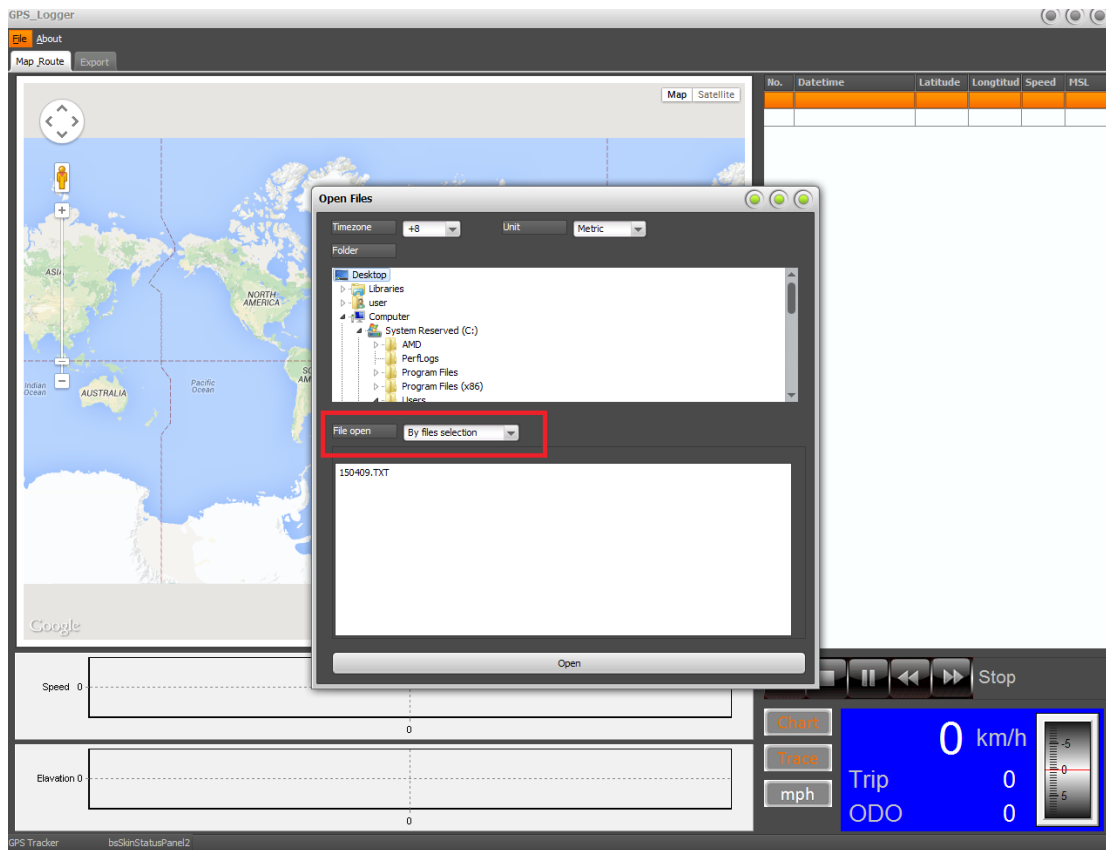 GPS_Logger
File About
Map_Route Export
No. Datetime Latitude Longtitud Speed MSL
Map Satellite
Open Files
Timezone +8 Unit Metric
Folder
Desktop
Libraries
user
Computer
System Reserved (C:)
AMD
PerfLogs
Program Files
Program Files (x86)
Users
File open By files selection
150409.TXT
Open
NORTH
AMERICA
Pacific
Ocean
Indian
Ocean
AUSTRALIA
Google
Speed 0
0
Elavation 0
0
Stop
Chart
Trace
mph
0 km/h
Trip 0
ODO 0
-5
0
5
GPS Tracker bsSkinStatusPanel2